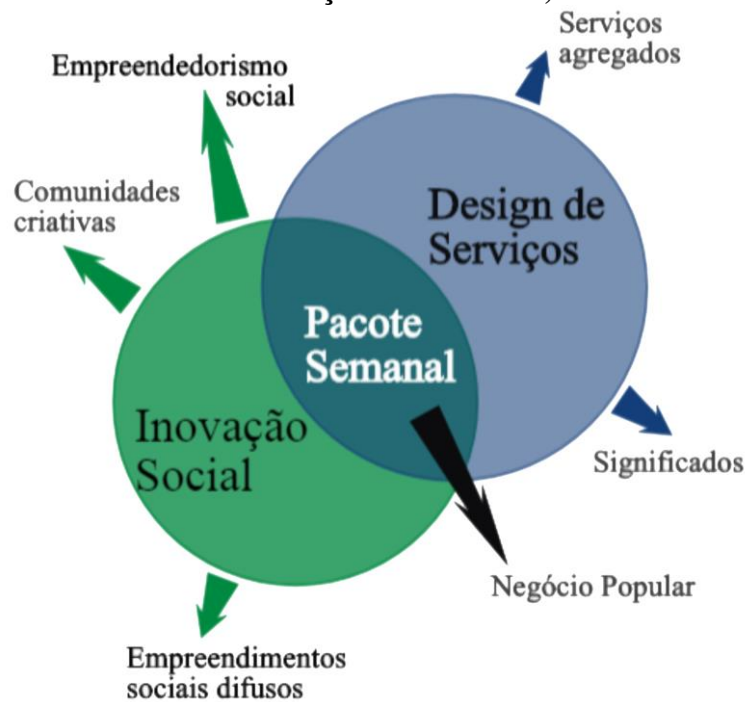 Serviços
agregados
Empreendedorismo
social
Comunidades
criativas
Design de
Serviços
Pacote
Semanal
Inovação
Social
Significados
Negócio Popular
Empreendimentos
sociais difusos